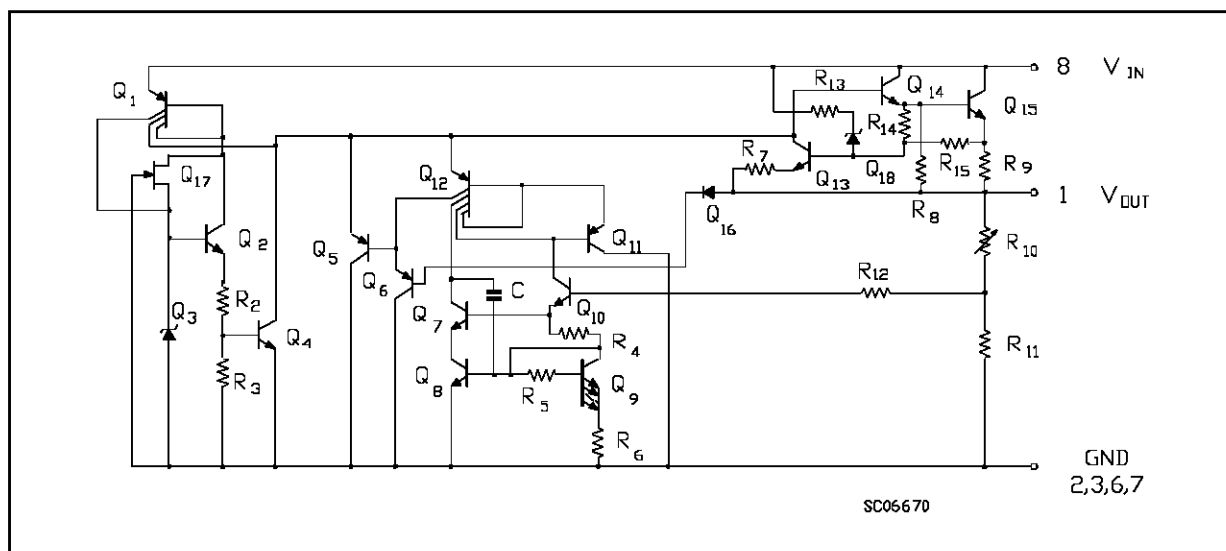 8 V IN
R13
Q14
Q1
Q15
R14
R7
R15
R9
Q17
Q12
Q13
Q18
1 V OUT
R8
Q16
Q2
Q5
Q11
R10
Q6
R12
C
Q3
R2
Q7
Q10
Q4
R4
R11
R3
Q8
Q9
R5
R6
GND
2,3,6,7
SC06670